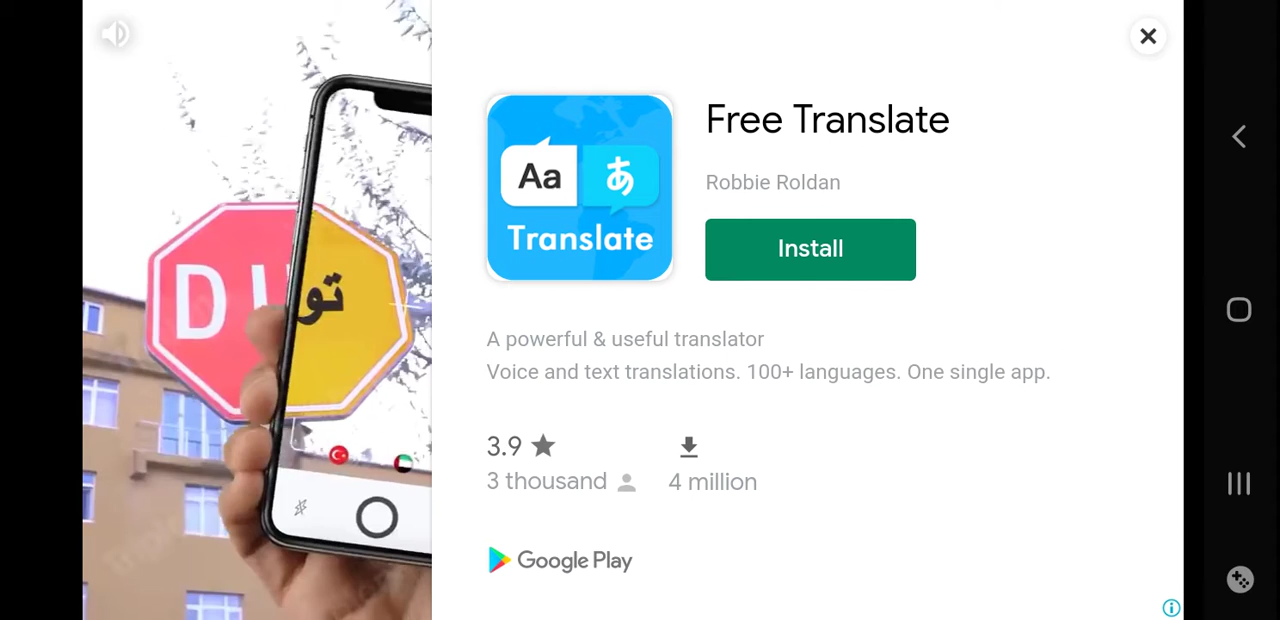 Free Translate
Robbie Roldan
Install
Aa あ
Translate
A powerful & useful translator
Voice and text translations. 100+ languages. One single app.
3.9
3 thousand
4 million
Google Play
DU
تو